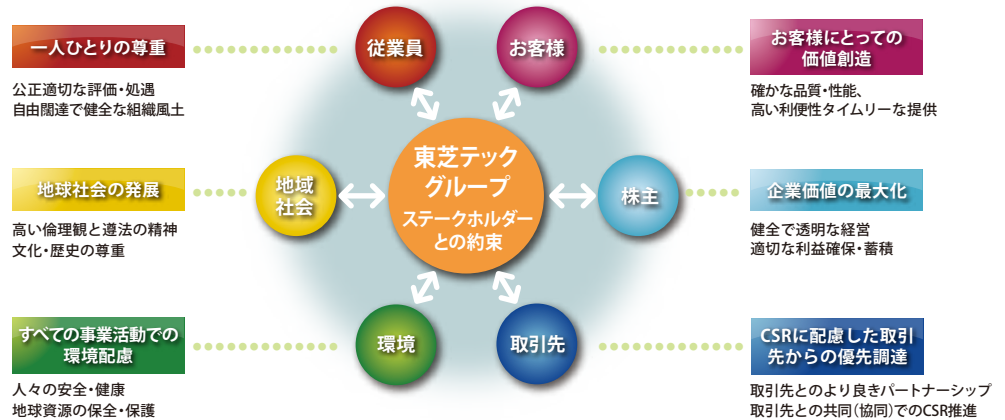 一人ひとりの尊重
公正適切な評価・処遇
自由闊達で健全な組織風土
従業員
お客様
お客様にとっての
価値創造
確かな品質・性能、
高い利便性タイムリーな提供
地球社会の発展
高い倫理観と遵法の精神
文化・歴史の尊重
地域
社会
東芝テック
グループ
ステークホルダー
との約束
株主
企業価値の最大化
健全で透明な経営
適切な利益確保・蓄積
すべての事業活動での
環境配慮
人々の安全・健康
地球資源の保全・保護
環境
取引先
CSRに配慮した取引
先からの優先調達
取引先とのより良きパートナーシップ
取引先との共同(協同)でのCSR推進